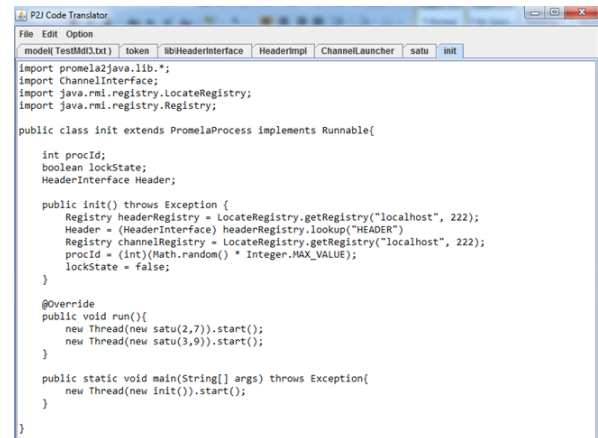 P2J Code Translator
File Edit Option
model( TestMdl3.txt ) token lib\HeaderInterface HeaderImpl ChannelLauncher satu init
import promela2java.lib.*;
import ChannelInterface;
import java.rmi.registry.LocateRegistry;
import java.rmi.registry.Registry;
public class init extends PromelaProcess implements Runnable{
int procId;
boolean lockState;
HeaderInterface Header;
public init() throws Exception {
Registry headerRegistry = LocateRegistry.getRegistry("localhost", 222);
Header = (HeaderInterface) headerRegistry.lookup("HEADER")
Registry channelRegistry = LocateRegistry.getRegistry("localhost", 222);
procId = (int)(Math.random() * Integer.MAX_VALUE);
lockState = false;
}
@Override
public void run(){
new Thread(new satu(2,7)).start();
new Thread(new satu(3,9)).start();
}
public static void main(String[] args) throws Exception{
new Thread(new init()).start();
}
}